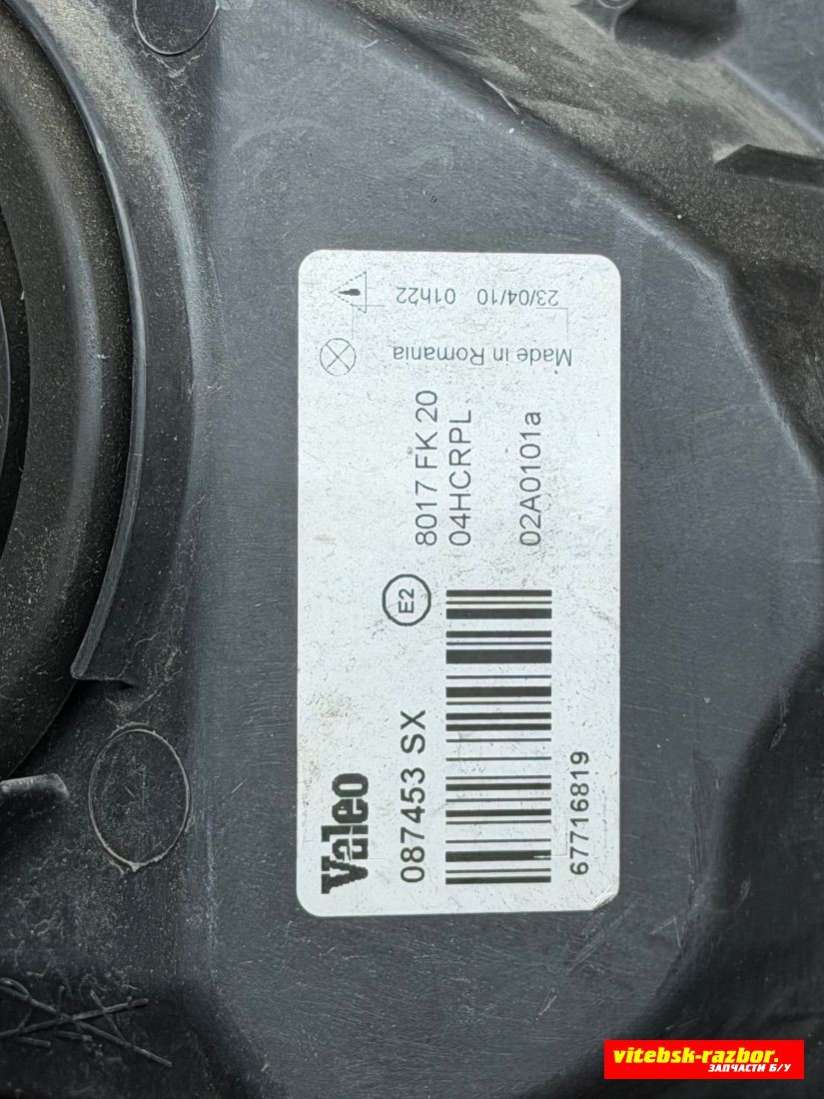 Valeo
087453 SX
67716819
E2
8017 FK 20
04HCRPL
02A0101a
Made in Romania
23/04/10 01h22
vitebsk-razbor.
ЗАПЧАСТИ Б/У